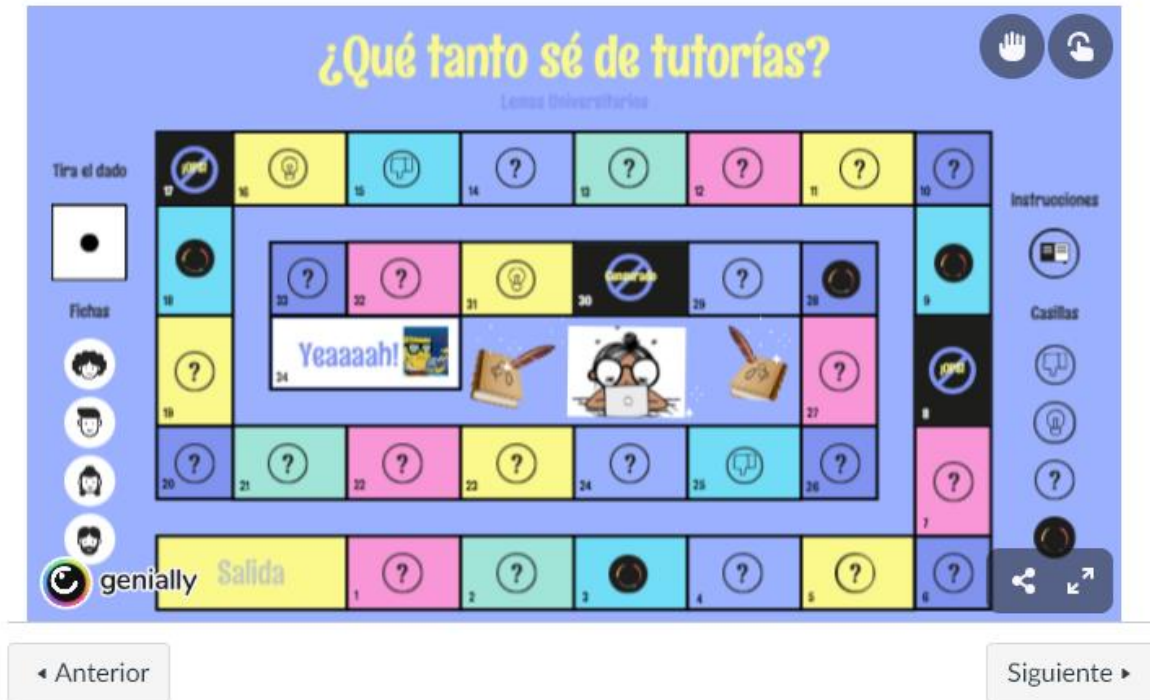 ¿Qué tanto sé de tutorías?
Lemas Universitarios
Tira el dado
17
16
15
14 ?
13 ?
12 ?
11 ?
10 ?
Instrucciones
18
33 ?
32 ?
31
Congelado
30
29 ?
28
9
Fichas
Casillas
Yeaaaah!
34
19 ?
27 ?
8
20 ?
21 ?
22 ?
23 ?
24 ?
25
26 ?
7 ?
?
genially
Salida
1 ?
2 ?
3
4 ?
5 ?
6 ?
Anterior
Siguiente